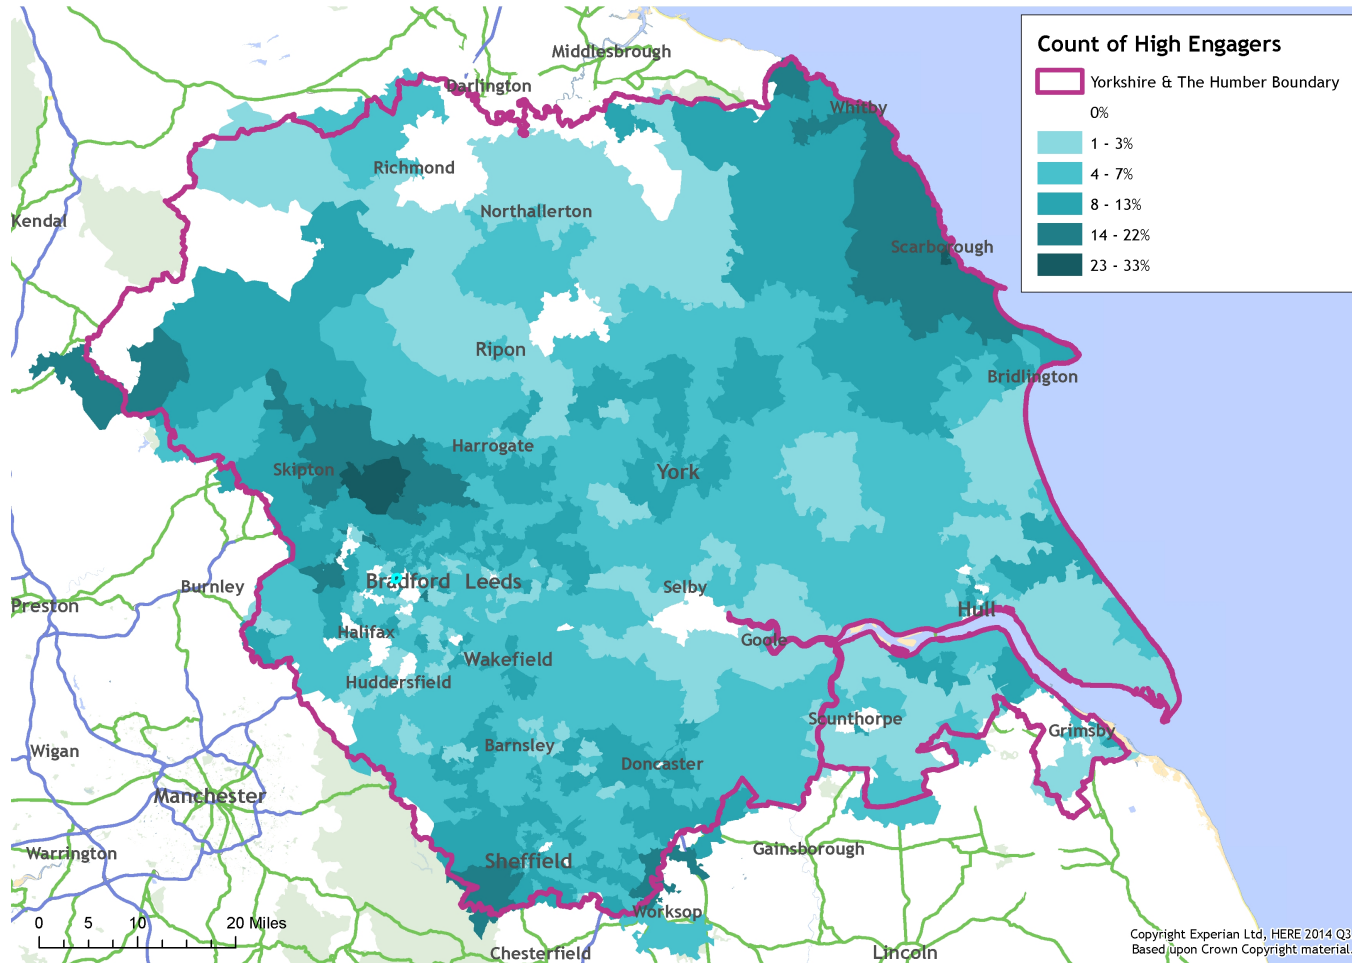 Count of High Engagers
Yorkshire & The Humber Boundary
0%
1 - 3%
4 - 7%
8 - 13%
14 - 22%
23 - 33%
Middlesbrough
Darlington
Whitby
Richmond
Kendal
Northallerton
Scarborough
Ripon
Bridlington
Harrogate
Skipton
York
Burnley
Bradford
Leeds
Selby
Preston
Hull
Halifax
Goole
Wakefield
Huddersfield
Scunthorpe
Grimsby
Wigan
Barnsley
Doncaster
Manchester
Warrington
Sheffield
Gainsborough
Worksop
0 5 10 20 Miles
Chesterfield
Lincoln
Copyright Experian Ltd, HERE 2014 Q3
Based upon Crown Copyright material.